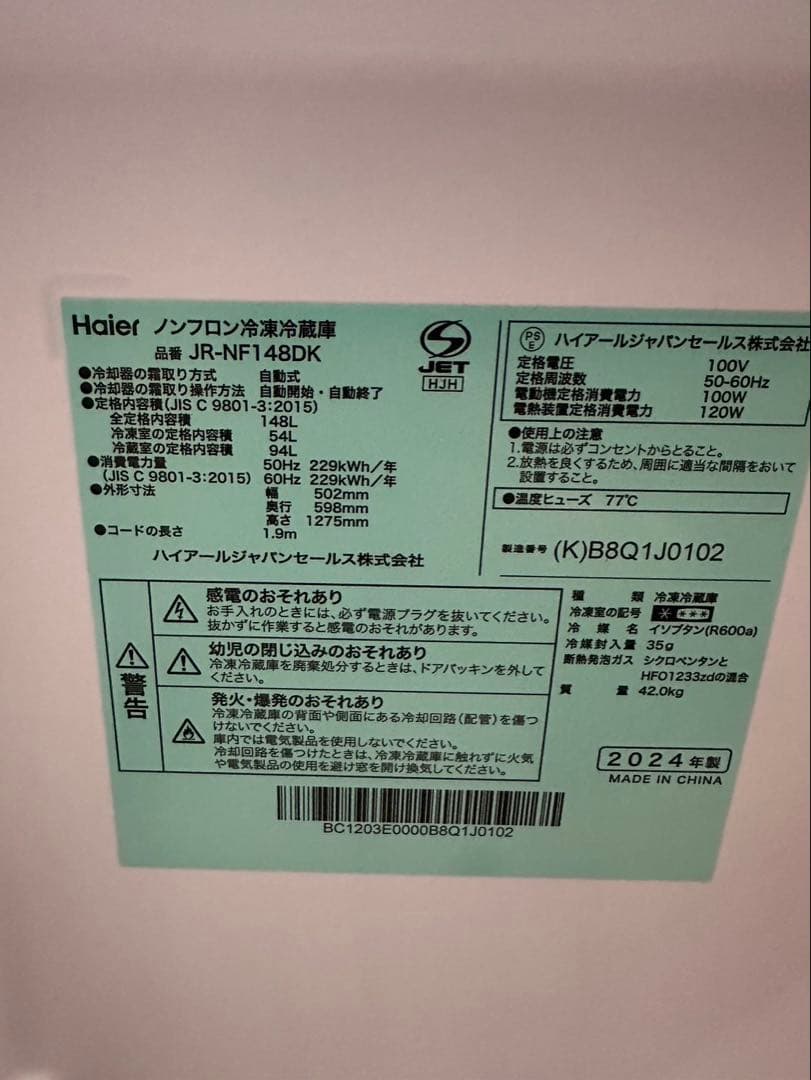 Haier ノンフロン冷凍冷蔵庫
品番 JR-NF148DK
●冷却器の霜取り方式 自動式
●冷却器の霜取り操作方法 自動開始・自動終了
●定格内容積(JIS C 9801-3:2015)
全定格内容積 148L
冷凍室の定格内容積 54L
冷蔵室の定格内容積 94L
●消費電力量 50Hz 229kWh/年
(JIS C 9801-3:2015) 60Hz 229kWh/年
●外形寸法 幅 502mm
奥行 598mm
高さ 1275mm
●コードの長さ 1.9m
ハイアールジャパンセールス株式会社
JET
HJH
PS
E
ハイアールジャパンセールス株式会社
定格電圧 100V
定格周波数 50-60Hz
電動機定格消費電力 100W
電熱装置定格消費電力 120W
●使用上の注意
1.電源は必ずコンセントからとること。
2.放熱を良くするため、周囲に適当な間隔をおいて
設置すること。
●温度ヒューズ 77℃
製造番号 (K)B8Q1J0102
警告
感電のおそれあり
お手入れのときには、必ず電源プラグを抜いてください。
抜かずに作業すると感電のおそれがあります。
幼児の閉じ込みのおそれあり
冷凍冷蔵庫を廃棄処分するときは、ドアパッキンを外して
ください。
発火・爆発のおそれあり
冷凍冷蔵庫の背面や側面にある冷却回路(配管)を傷つ
けないでください。
庫内では電気製品を使用しないでください。
冷却回路を傷つけたときは、冷凍冷蔵庫に触れずに火気
や電気製品の使用を避け窓を開け換気してください。
種類 冷凍冷蔵庫
冷凍室の記号 * ***
冷媒名 イソブタン(R600a)
冷媒封入量 35g
断熱発泡ガス シクロペンタンと
HFO1233zdの混合
質量 42.0kg
2024年製
MADE IN CHINA
BC1203E0000B8Q1J0102